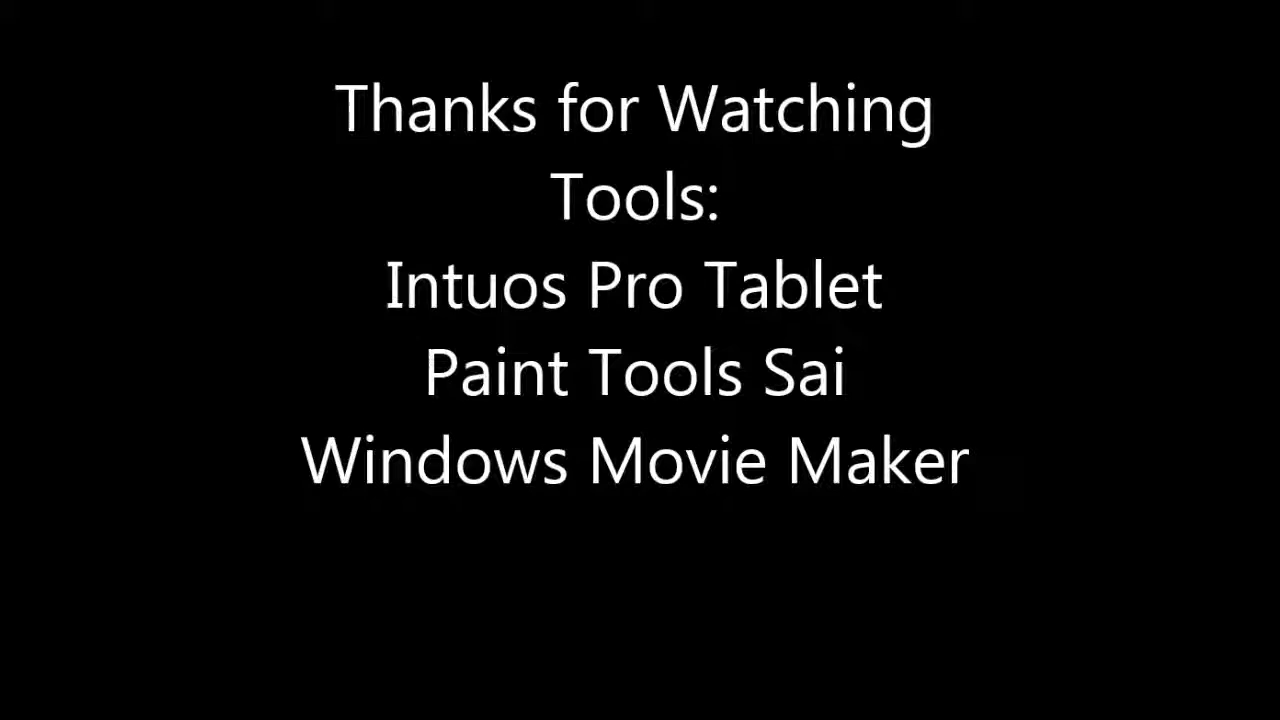 Thanks for Watching
Tools:
Intuos Pro Tablet
Paint Tools Sai
Windows Movie Maker